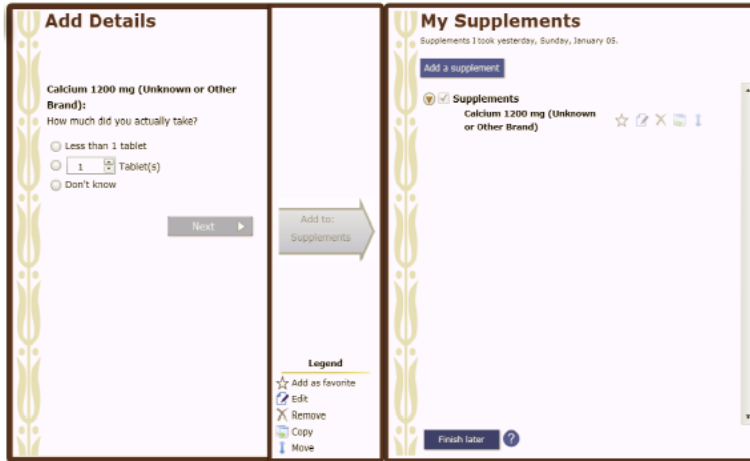 Add Details
Calcium 1200 mg (Unknown or Other
Brand):
How much did you actually take?
Less than 1 tablet
1 Tablet(s)
Don't know
Next
Add to:
Supplements
Legend
Add as favorite
Edit
Remove
Copy
Move
My Supplements
Supplements I took yesterday, Sunday, January 05.
Add a supplement
Supplements
Calcium 1200 mg (Unknown
or Other Brand)
Finish later ?